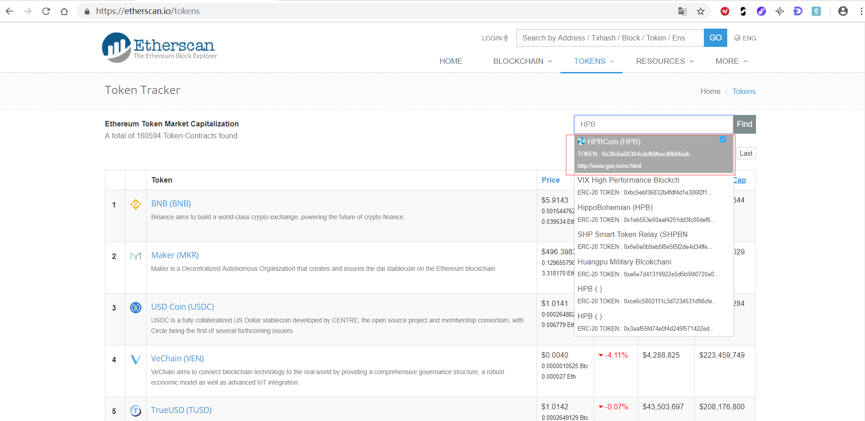 https://etherscan.io/tokens
Etherscan
The Ethereum Block Explorer
LOGIN
Search by Address / Txhash / Block / Token / Ens
GO
ENG
HOME
BLOCKCHAIN
TOKENS
RESOURCES
MORE
Token Tracker
Home / Tokens
Ethereum Token Market Capitalization
A total of 160594 Token Contracts found
HPB
Find
HPBCoin (HPB)
http://www.gxn.io/en.html
Last
VIX High Performance Blockch
ERC-20 TOKEN : 0xbc5ebf36832b4fdf4d1e306f2f1...
HippoBohemian (HPB)
ERC-20 TOKEN : 0x1eb553e50aaf4251dd3fc00def6...
SHP Smart Token Relay (SHPBN
ERC-20 TOKEN : 0x6e0e0b9ab5f8e5f5f2de4d34ffe...
Huangpu Military Blcokchani
ERC-20 TOKEN : 0xa6e7d41319922e5d5b5f40720e0...
HPB ( )
ERC-20 TOKEN : 0xce6c5802111c3d7234531d98cfe...
HPB ( )
ERC-20 TOKEN : 0x3aaf55fd74e0f4d249f571422ed...
Token
Price
Cap
1
BNB (BNB)
Binance aims to build a world-class crypto exchange, powering the future of crypto finance.
$5.9143
0.001544762
0.039534 Eth
644
2
Maker (MKR)
Maker is a Decentralized Autonomous Organization that creates and insures the dai stablecoin on the Ethereum blockchain
$496.3983
0.129655798
3.318170 Eth
029
3
USD Coin (USDC)
USDC is a fully collateralized US Dollar stablecoin developed by CENTRE, the open source project and membership consortium, with
Circle being the first of several forthcoming issuers.
$1.0141
0.000264882
0.006779 Eth
284
4
VeChain (VEN)
VeChain aims to connect blockchain technology to the real world by providing a comprehensive governance structure, a robust
economic model as well as advanced IoT integration.
$0.0040
0.0000010525 Btc
0.000027 Eth
-4.11%
$4,288,825
$223,459,749
5
TrueUSD (TUSD)
$1.0142
0.0002649129 Btc
-0.07%
$43,503,697
$208,176,800